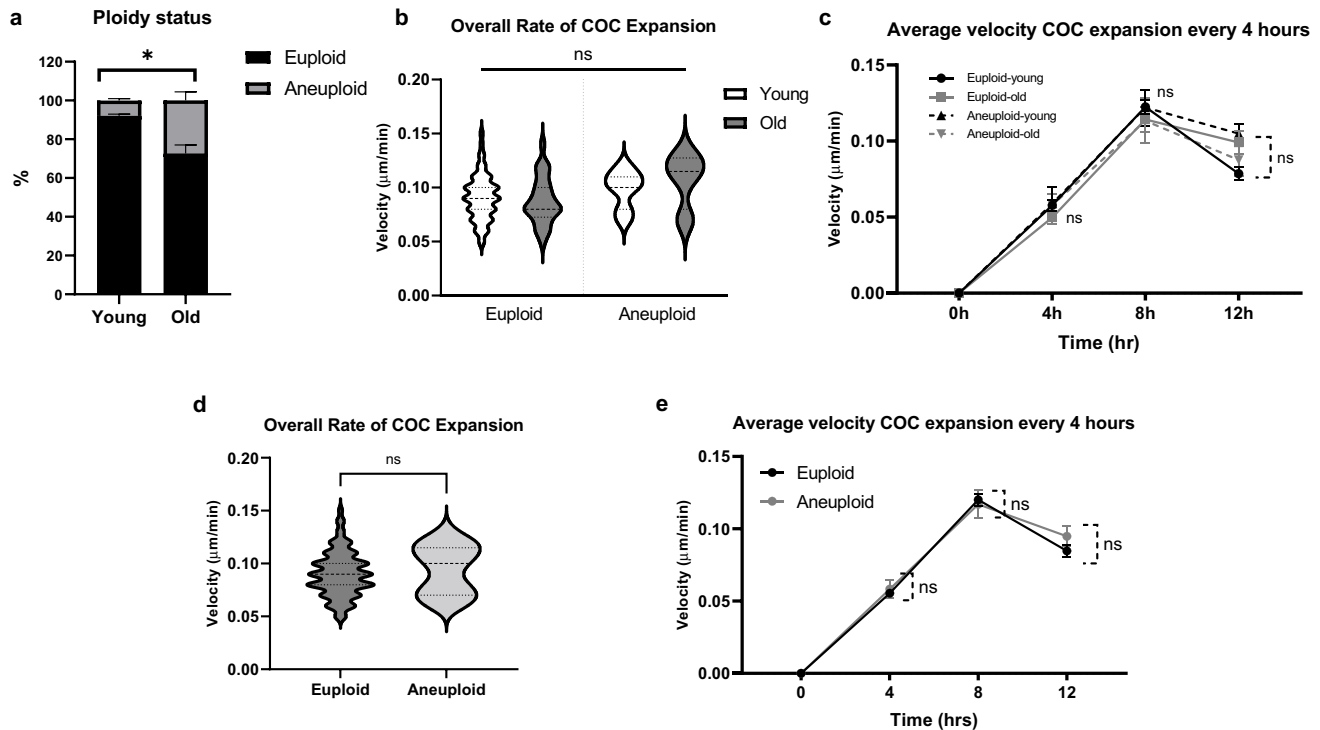 a
Ploidy status
*
Euploid
Aneuploid
120
100
80
60
40
20
0
%
Young Old
b
Overall Rate of COC Expansion
ns
Young
Old
0.20
0.15
0.10
0.05
0.00
Velocity (μm/min)
Euploid Aneuploid
c
Average velocity COC expansion every 4 hours
Euploid-young
Euploid-old
Aneuploid-young
Aneuploid-old
0.15
0.10
0.05
0.00
Velocity (μm/min)
ns
ns
ns
0h 4h 8h 12h
Time (hr)
d
Overall Rate of COC Expansion
ns
0.20
0.15
0.10
0.05
0.00
Velocity (μm/min)
Euploid Aneuploid
e
Average velocity COC expansion every 4 hours
Euploid
Aneuploid
0.15
0.10
0.05
0.00
Velocity (μm/min)
ns
ns
ns
0 4 8 12
Time (hrs)